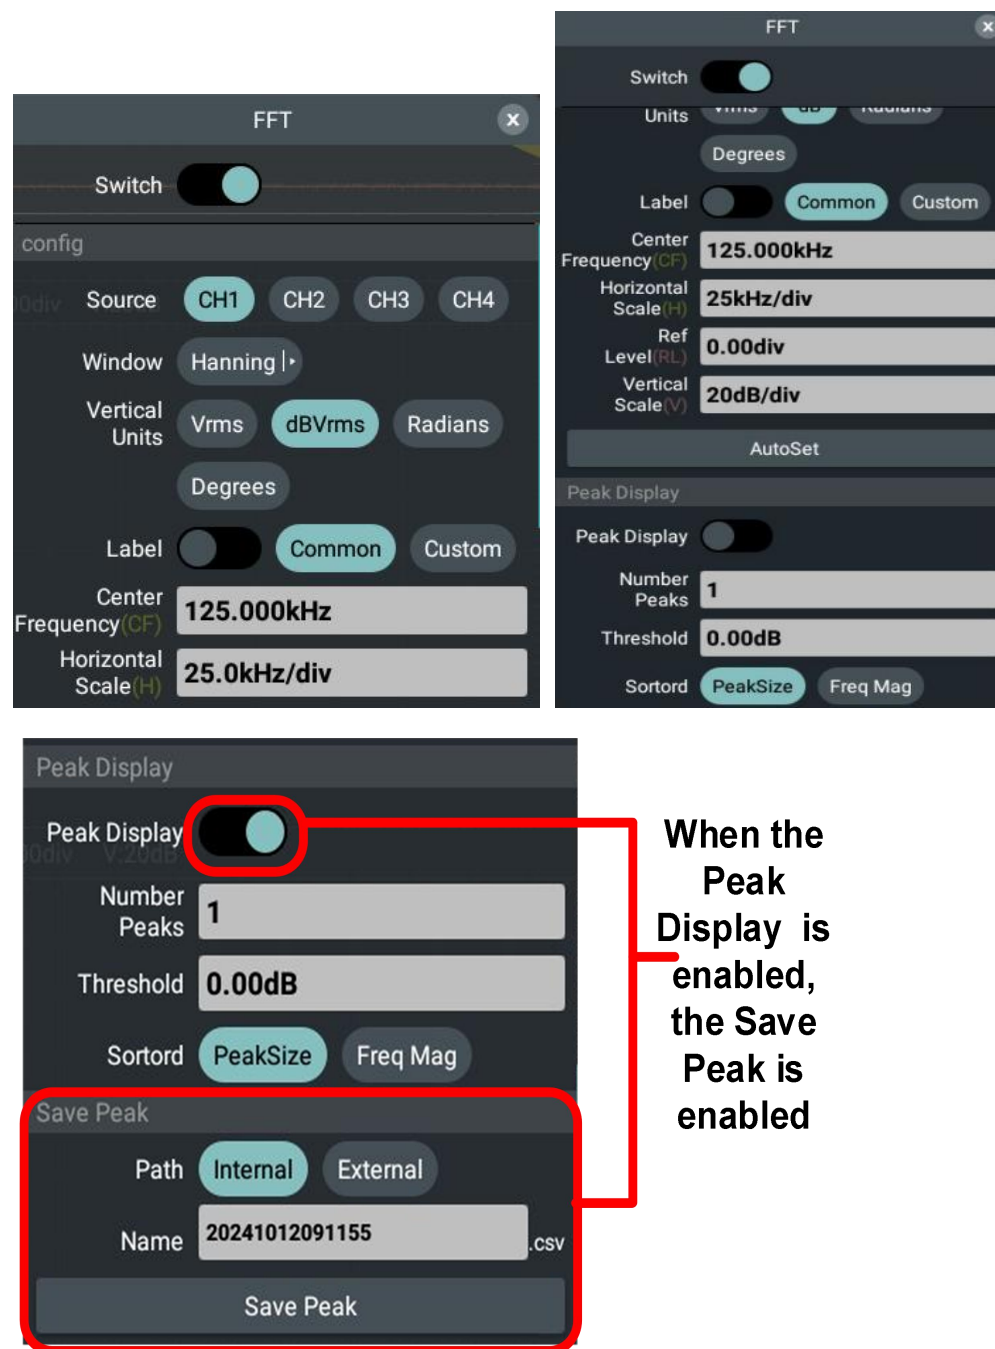 FFT
Switch
config
Source CH1 CH2 CH3 CH4
Window Hanning
Vertical
Units Vrms dBVrms Radians
Degrees
Label Common Custom
Center
Frequency(CF) 125.000kHz
Horizontal
Scale(H) 25.0kHz/div
FFT
Switch
Units Vrms dB Radians
Degrees
Label Common Custom
Center
Frequency(CF) 125.000kHz
Horizontal
Scale(H) 25kHz/div
Ref
Level(RL) 0.00div
Vertical
Scale(V) 20dB/div
AutoSet
Peak Display
Peak Display
Number
Peaks 1
Threshold 0.00dB
Sortord PeakSize Freq Mag
Peak Display
Peak Display
Number
Peaks 1
Threshold 0.00dB
Sortord PeakSize Freq Mag
Save Peak
Path Internal External
Name 20241012091155 .csv
Save Peak
When the
Peak
Display is
enabled,
the Save
Peak is
enabled